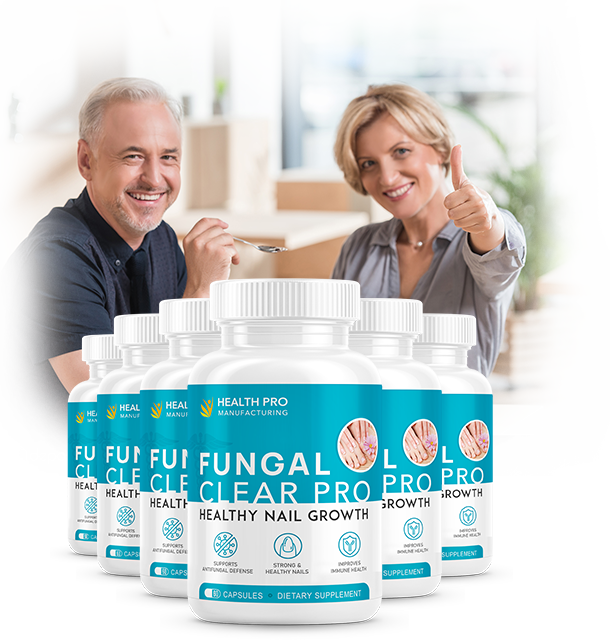 HEALTH PRO
MANUFACTURING
FUNGAL
CLEAR PRO
HEALTHY NAIL GROWTH
SUPPORTS
ANTIFUNGAL DEFENSE
STRONG &
HEALTHY NAILS
IMPROVES
IMMUNE HEALTH
60 CAPSULES DIETARY SUPPLEMENT